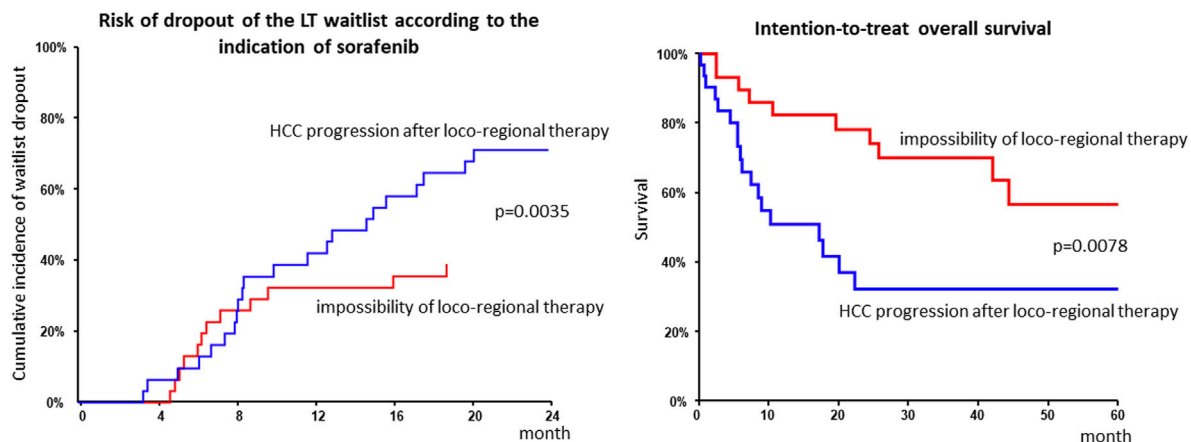 Risk of dropout of the LT waitlist according to the
indication of sorafenib
Cumulative incidence of waitlist dropout
100%
80%
60%
40%
20%
0%
HCC progression after loco-regional therapy
p=0.0035
impossibility of loco-regional therapy
0 4 8 12 16 20 24
month
Intention-to-treat overall survival
Survival
100%
80%
60%
40%
20%
0%
impossibility of loco-regional therapy
p=0.0078
HCC progression after loco-regional therapy
0 10 20 30 40 50 60
month